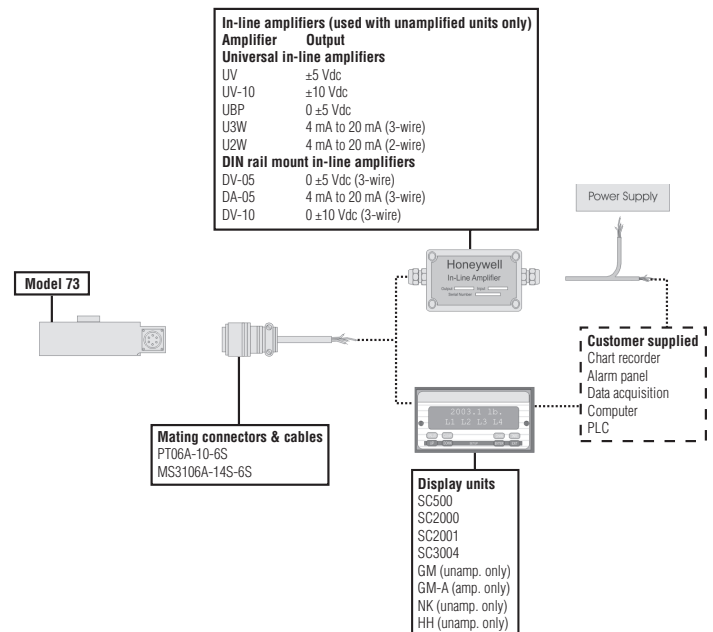 In-line amplifiers (used with unamplified units only)
Amplifier Output
Universal in-line amplifiers
UV ±5 Vdc
UV-10 ±10 Vdc
UBP 0 ±5 Vdc
U3W 4 mA to 20 mA (3-wire)
U2W 4 mA to 20 mA (2-wire)
DIN rail mount in-line amplifiers
DV-05 0 ±5 Vdc (3-wire)
DA-05 4 mA to 20 mA (3-wire)
DV-10 0 ±10 Vdc (3-wire)
Power Supply
Honeywell
In-Line Amplifier
Output Input
Serial Number
Model 73
Mating connectors & cables
PT06A-10-6S
MS3106A-14S-6S
2003.1 lb.
L1 L2 L3 L4
Customer supplied
Chart recorder
Alarm panel
Data acquisition
Computer
PLC
Display units
SC500
SC2000
SC2001
SC3004
GM (unamp. only)
GM-A (amp. only)
NK (unamp. only)
HH (unamp. only)